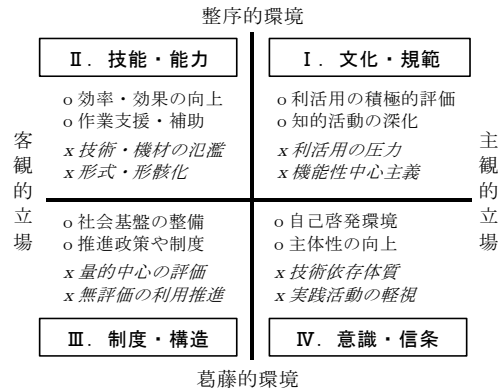 整序的環境
Ⅱ. 技能・能力
o 効率・効果の向上
o 作業支援・補助
x 技術・機材の氾濫
x 形式・形骸化
Ⅰ. 文化・規範
o 利活用の積極的評価
o 知的活動の深化
x 利活用の圧力
x 機能性中心主義
客観的立場
主観的立場
o 社会基盤の整備
o 推進政策や制度
x 量的中心の評価
x 無評価の利用推進
Ⅲ. 制度・構造
o 自己啓発環境
o 主体性の向上
x 技術依存体質
x 実践活動の軽視
Ⅳ. 意識・信条
葛藤的環境